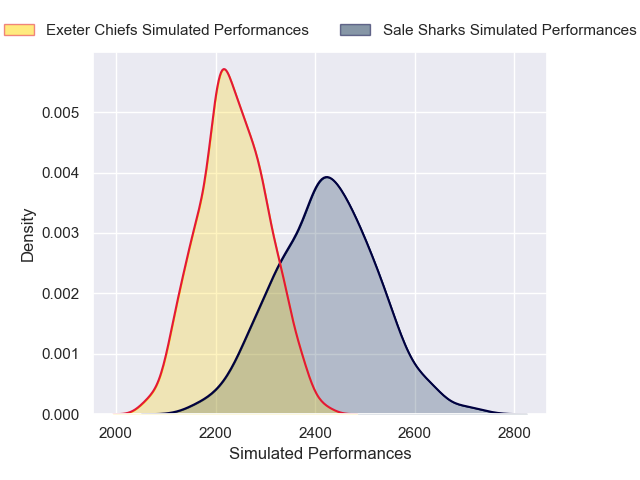 Exeter Chiefs Simulated Performances
Sale Sharks Simulated Performances
0.005
0.004
0.003
0.002
0.001
0.000
Density
2000
2200
2400
2600
2800
Simulated Performances